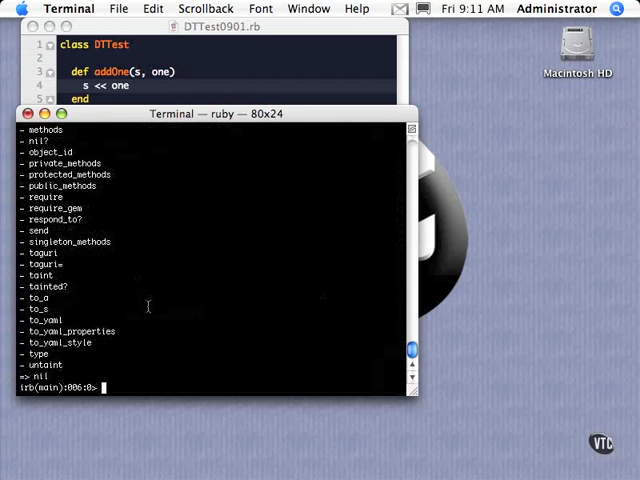 Terminal File Edit Scrollback Font Window Help Fri 9:11 AM Administrator
DTTest0901.rb
1 class DTTest
2
3 def addOne(s, one)
4 s << one
5 end
Macintosh HD
Terminal — ruby — 80x24
- methods
- nil?
- object_id
- private_methods
- protected_methods
- public_methods
- require
- require_gem
- respond_to?
- send
- singleton_methods
- taguri
- taguri=
- taint
- tainted?
- to_a
- to_s
- to_yaml
- to_yaml_properties
- to_yaml_style
- type
- untaint
=> nil
irb(main):006:0>
VTC